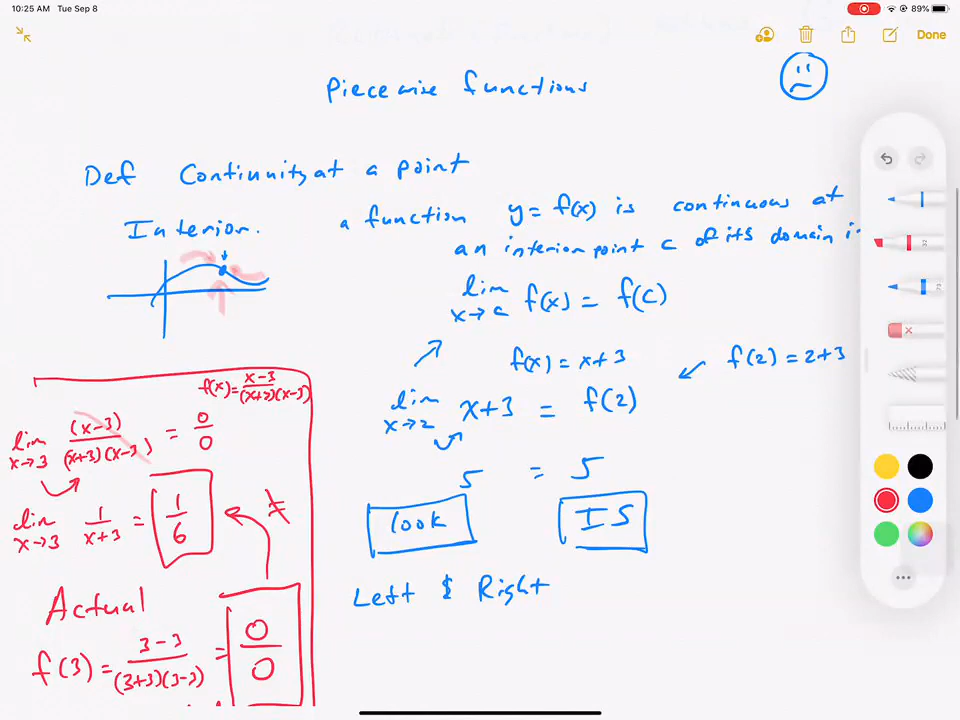 10:25 AM Tue Sep 8
89%
Done
Piecewise functions
Def Continuity at a point
Interior.
a function y = f(x) is continuous at
an interior point c of its domain i
lim x→c f(x) = f(c)
f(x) = x+3
f(2) = 2+3
lim x→2 x+3 = f(2)
5 = 5
look
IS
Left & Right
f(x) = x-3/(x+2)(x-3)
lim x→3 (x-3)/(x+3)(x-3) = 0/0
lim x→3 1/x+3 = 1/6
≠
Actual
f(3) = 3-3/(3+3)(3-3) = 0/0